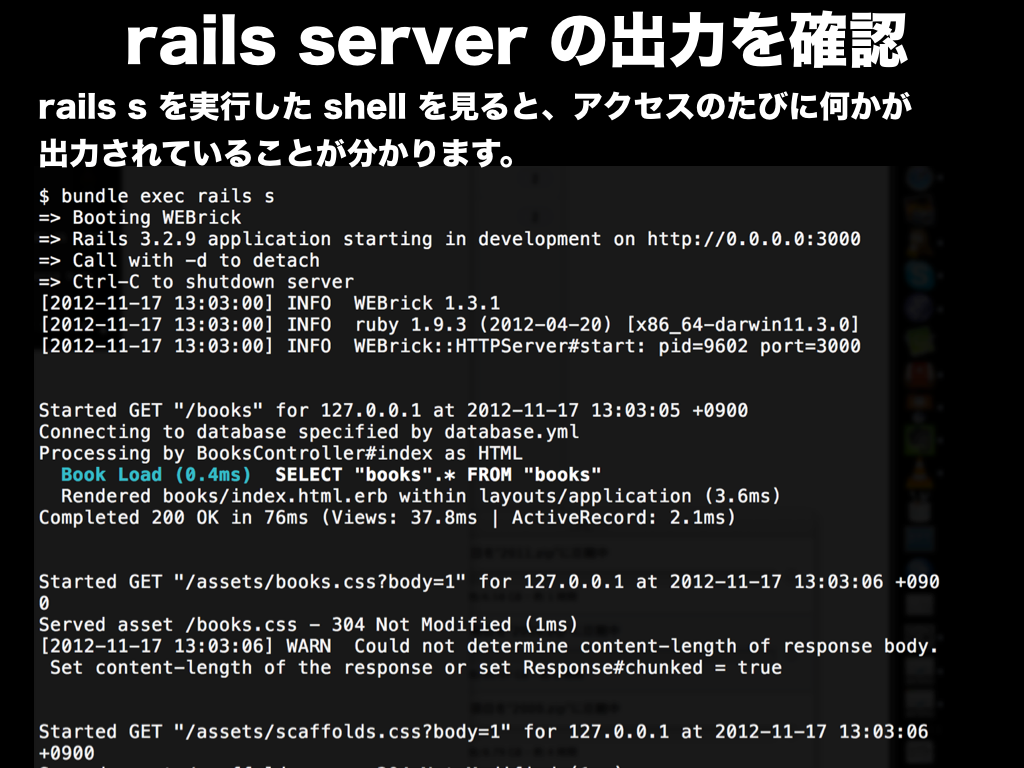 rails server の出力を確認
rails s を実行した shell を見ると、アクセスのたびに何かが
出力されていることが分かります。
$ bundle exec rails s
=> Booting WEBrick
=> Rails 3.2.9 application starting in development on http://0.0.0.0:3000
=> Call with -d to detach
=> Ctrl-C to shutdown server
[2012-11-17 13:03:00] INFO  WEBrick 1.3.1
[2012-11-17 13:03:00] INFO  ruby 1.9.3 (2012-04-20) [x86_64-darwin11.3.0]
[2012-11-17 13:03:00] INFO  WEBrick::HTTPServer#start: pid=9602 port=3000
Started GET "/books" for 127.0.0.1 at 2012-11-17 13:03:05 +0900
Connecting to database specified by database.yml
Processing by BooksController#index as HTML
  Book Load (0.4ms)  SELECT "books".* FROM "books"
  Rendered books/index.html.erb within layouts/application (3.6ms)
Completed 200 OK in 76ms (Views: 37.8ms | ActiveRecord: 2.1ms)
Started GET "/assets/books.css?body=1" for 127.0.0.1 at 2012-11-17 13:03:06 +090
0
Served asset /books.css - 304 Not Modified (1ms)
[2012-11-17 13:03:06] WARN  Could not determine content-length of response body.
 Set content-length of the response or set Response#chunked = true
Started GET "/assets/scaffolds.css?body=1" for 127.0.0.1 at 2012-11-17 13:03:06
+0900